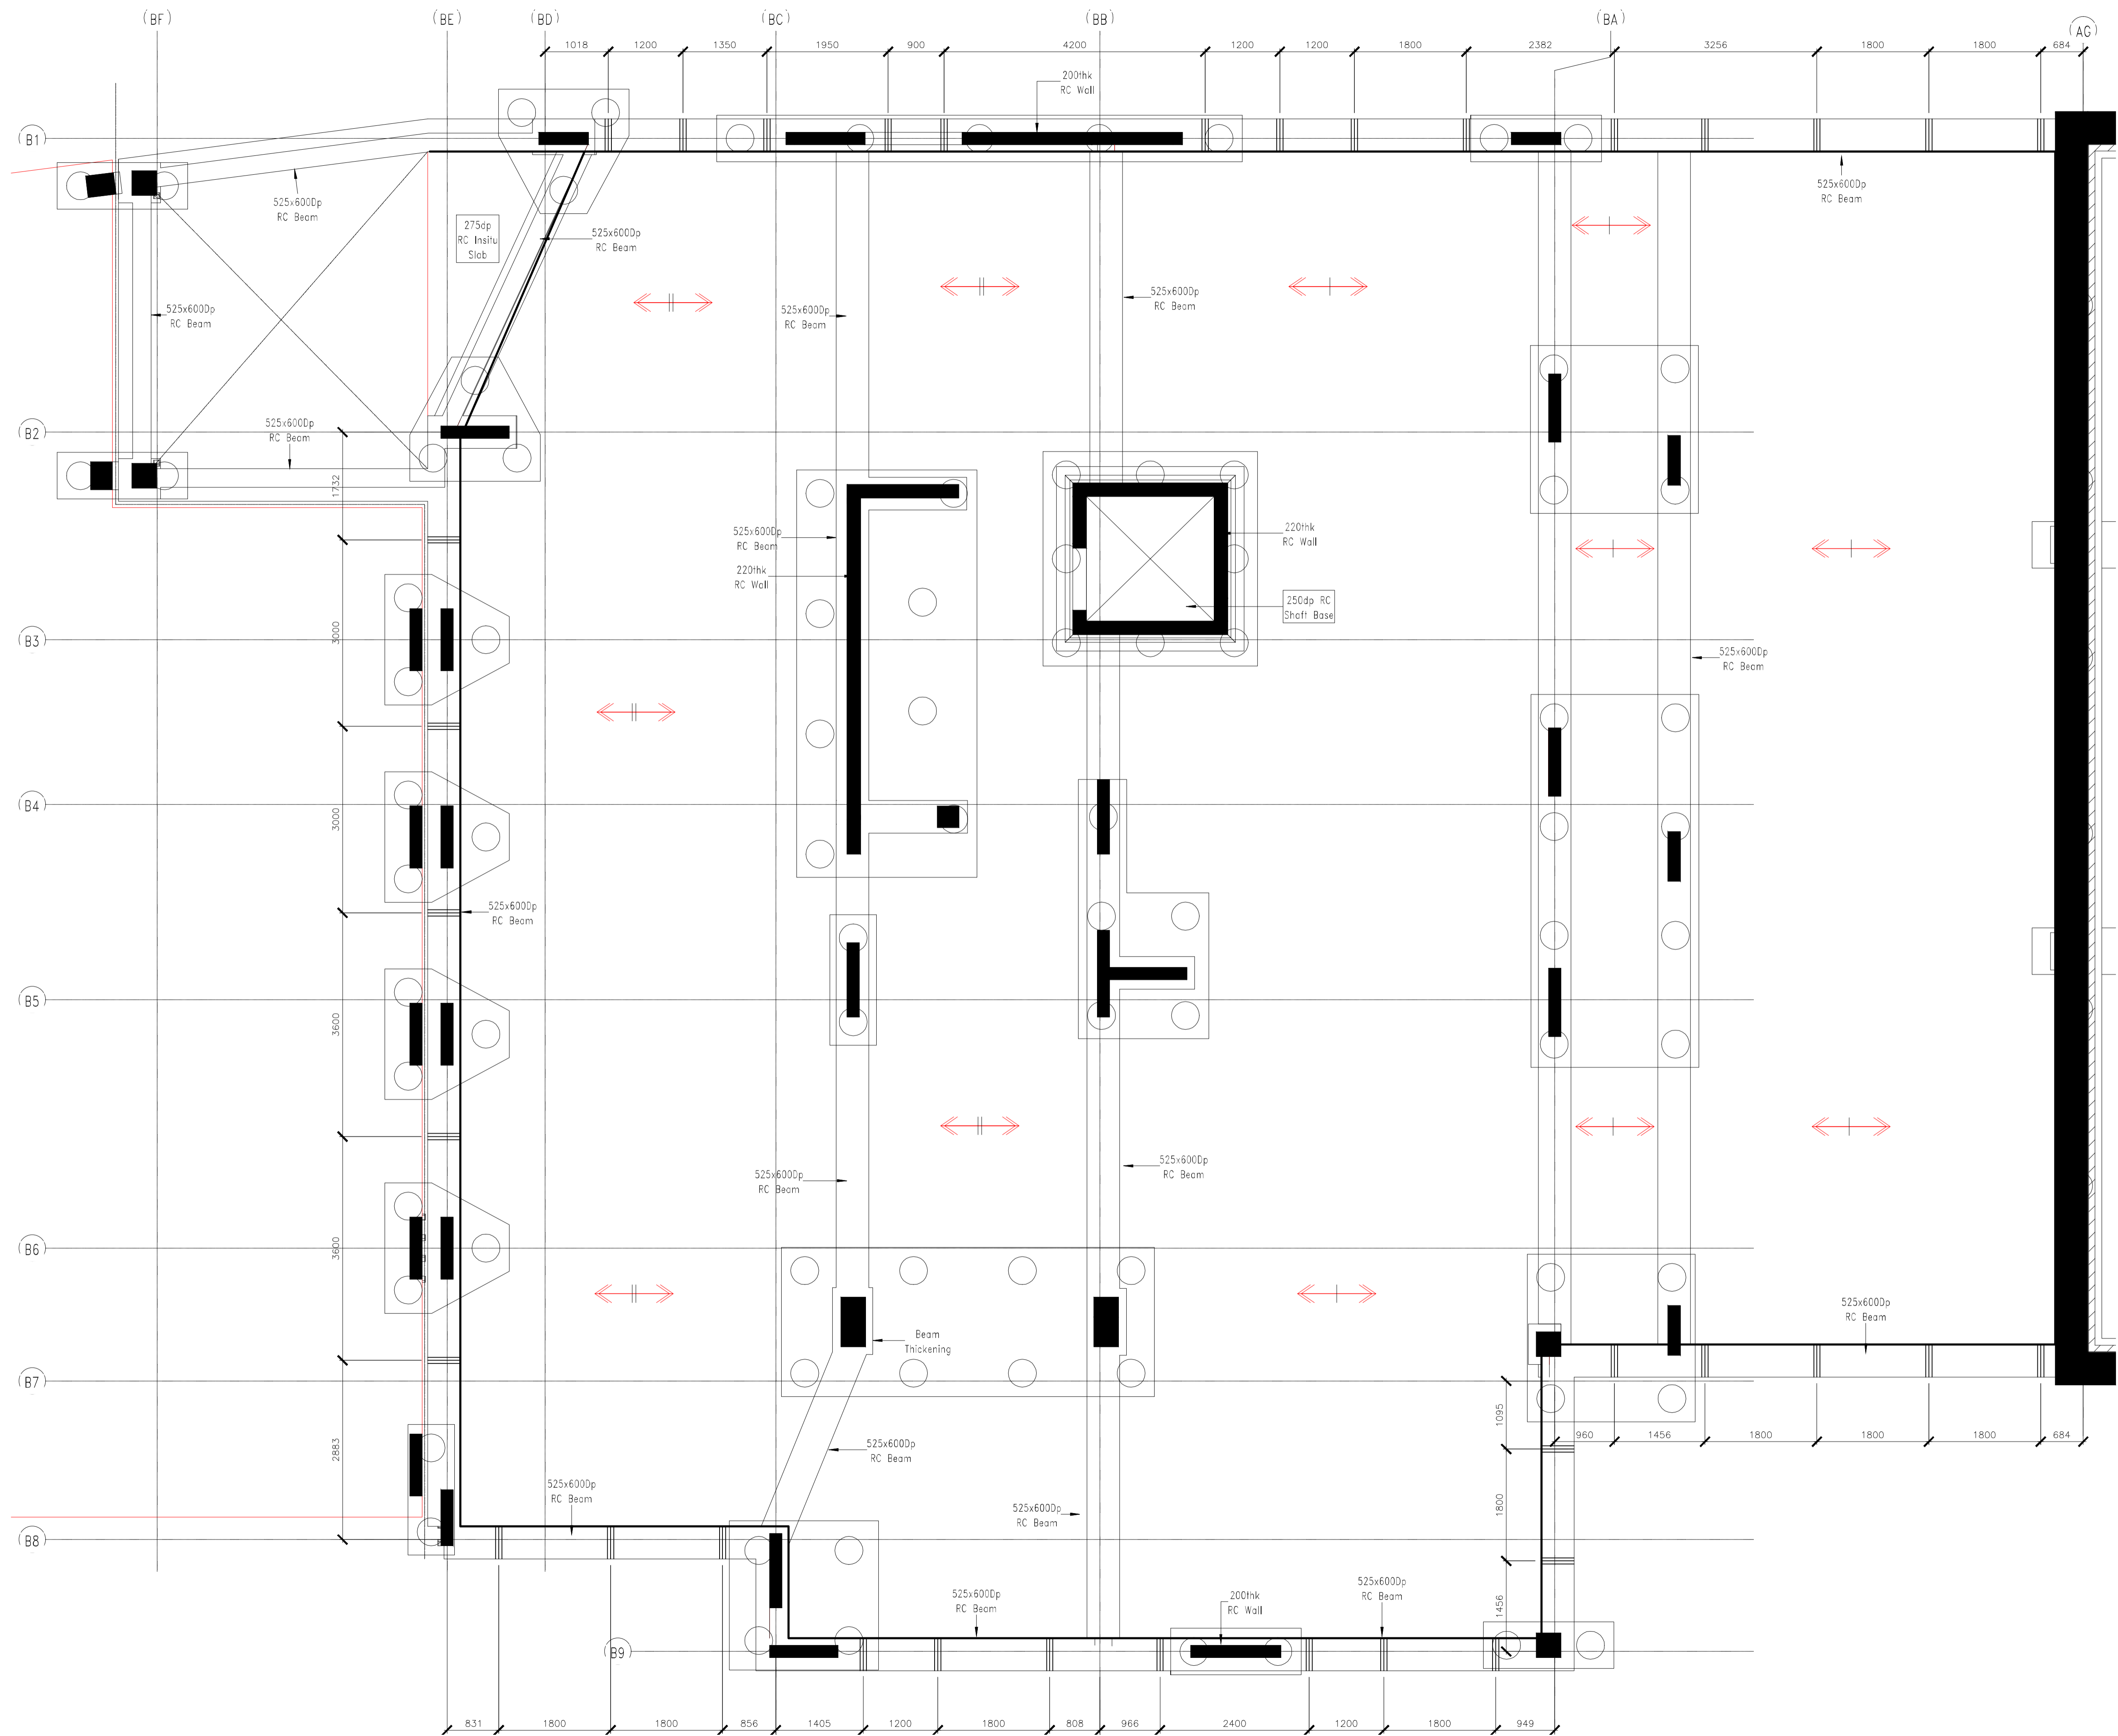 (BF)
(BE)
(BD)
(BC)
(BB)
(BA)
AG
1018
1200
1350
1950
900
4200
1200
1200
1800
2382
3256
1800
1800
684
200thk
RC Wall
B1
525x600Dp
RC Beam
275dp
RC Insitu
Slab
525x600Dp
RC Beam
525x600Dp
RC Beam
525x600Dp
RC Beam
525x600Dp
RC Beam
525x600Dp
RC Beam
B2
525x600Dp
RC Beam
1732
525x600Dp
RC Beam
220thk
RC Wall
220thk
RC Wall
250dp RC
Shaft Base
B3
3000
525x600Dp
RC Beam
B4
3000
525x600Dp
RC Beam
B5
3600
525x600Dp
RC Beam
525x600Dp
RC Beam
B6
3600
Beam
Thickening
525x600Dp
RC Beam
B7
1095
960
1456
1800
1800
1800
684
2883
525x600Dp
RC Beam
525x600Dp
RC Beam
525x600Dp
RC Beam
1800
B8
525x600Dp
RC Beam
200thk
RC Wall
525x600Dp
RC Beam
1456
B9
831
1800
1800
856
1405
1200
1800
808
966
2400
1200
1800
949